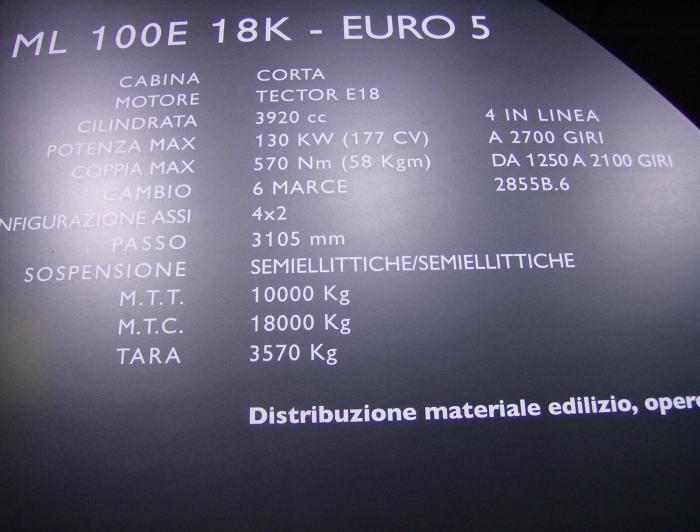 ML 100E 18K - EURO 5
CABINA CORTA
MOTORE TECTOR E18
CILINDRATA 3920 cc 4 IN LINEA
POTENZA MAX 130 KW (177 CV) A 2700 GIRI
COPPIA MAX 570 Nm (58 Kgm) DA 1250 A 2100 GIRI
CAMBIO 6 MARCE 2855B.6
NFIGURAZIONE ASSI 4x2
PASSO 3105 mm
SOSPENSIONE SEMIELLITTICHE/SEMIELLITTICHE
M.T.T. 10000 Kg
M.T.C. 18000 Kg
TARA 3570 Kg
Distribuzione materiale edilizio, opere